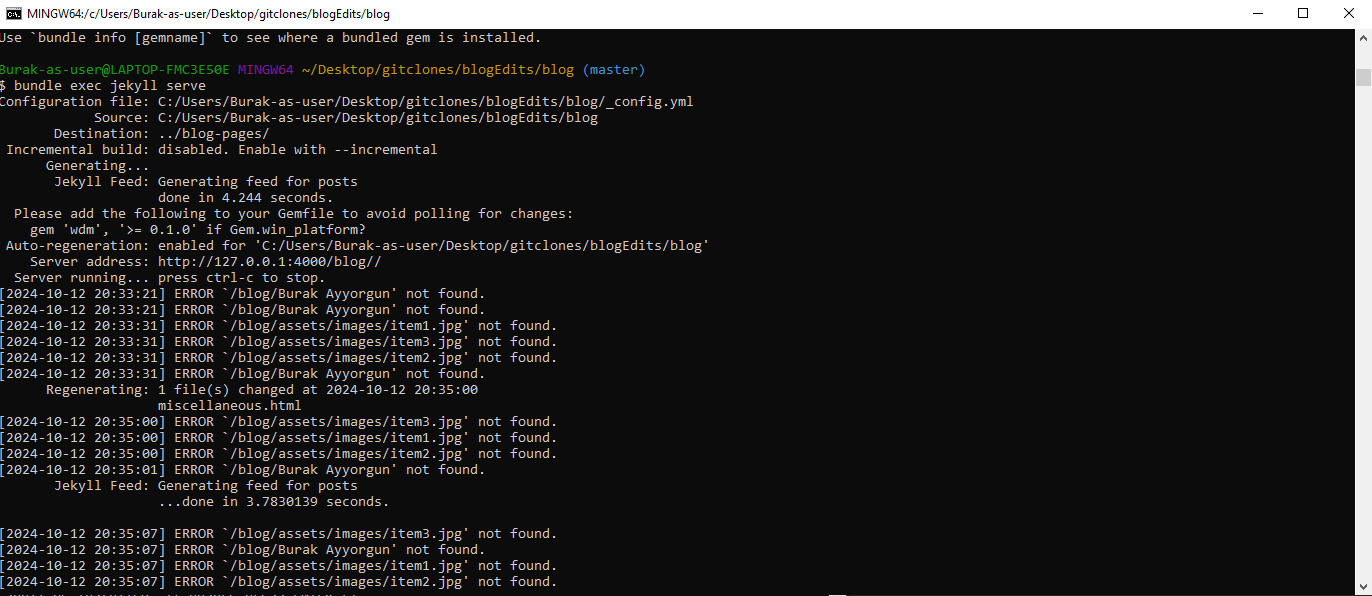 MINGW64:/c/Users/Burak-as-user/Desktop/gitclones/blogEdits/blog
Use `bundle info [gemname]` to see where a bundled gem is installed.
Burak-as-user@LAPTOP-FMC3E50E MINGW64 ~/Desktop/gitclones/blogEdits/blog (master)
$ bundle exec jekyll serve
Configuration file: C:/Users/Burak-as-user/Desktop/gitclones/blogEdits/blog/_config.yml
Source: C:/Users/Burak-as-user/Desktop/gitclones/blogEdits/blog
Destination: ../blog-pages/
Incremental build: disabled. Enable with --incremental
Generating...
Jekyll Feed: Generating feed for posts
done in 4.244 seconds.
Please add the following to your Gemfile to avoid polling for changes:
gem 'wdm', '>= 0.1.0' if Gem.win_platform?
Auto-regeneration: enabled for 'C:/Users/Burak-as-user/Desktop/gitclones/blogEdits/blog'
Server address: http://127.0.0.1:4000/blog//
Server running... press ctrl-c to stop.
[2024-10-12 20:33:21] ERROR `/blog/Burak Ayyorgun' not found.
[2024-10-12 20:33:21] ERROR `/blog/Burak Ayyorgun' not found.
[2024-10-12 20:33:31] ERROR `/blog/assets/images/item1.jpg' not found.
[2024-10-12 20:33:31] ERROR `/blog/assets/images/item3.jpg' not found.
[2024-10-12 20:33:31] ERROR `/blog/assets/images/item2.jpg' not found.
[2024-10-12 20:33:31] ERROR `/blog/Burak Ayyorgun' not found.
Regenerating: 1 file(s) changed at 2024-10-12 20:35:00
miscellaneous.html
[2024-10-12 20:35:00] ERROR `/blog/assets/images/item3.jpg' not found.
[2024-10-12 20:35:00] ERROR `/blog/assets/images/item1.jpg' not found.
[2024-10-12 20:35:00] ERROR `/blog/assets/images/item2.jpg' not found.
[2024-10-12 20:35:01] ERROR `/blog/Burak Ayyorgun' not found.
Jekyll Feed: Generating feed for posts
...done in 3.7830139 seconds.
[2024-10-12 20:35:07] ERROR `/blog/assets/images/item3.jpg' not found.
[2024-10-12 20:35:07] ERROR `/blog/Burak Ayyorgun' not found.
[2024-10-12 20:35:07] ERROR `/blog/assets/images/item1.jpg' not found.
[2024-10-12 20:35:07] ERROR `/blog/assets/images/item2.jpg' not found.